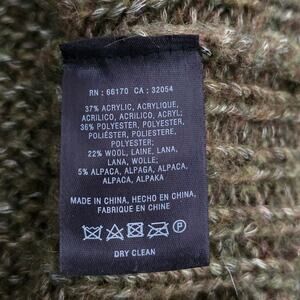 RN : 66170 CA : 32054
37% ACRYLIC, ACRYLIQUE,
ACRILICO, ACRILICO, ACRYL;
36% POLYESTER, POLYESTER,
POLIÉSTER, POLIESTERE,
POLYESTER;
22% WOOL, LAINE, LANA,
LANA, WOLLE;
5% ALPACA, ALPAGA, ALPACA,
ALPACA, ALPAKA
MADE IN CHINA, HECHO EN CHINA,
FABRIQUE EN CHINE
P
DRY CLEAN